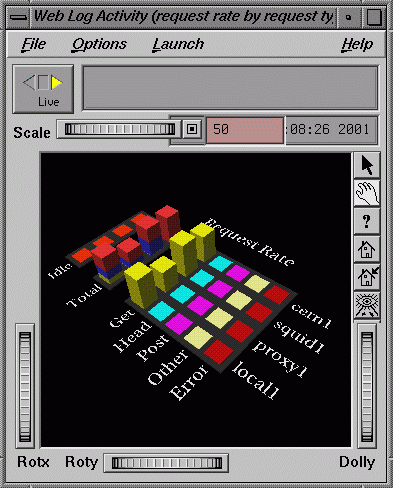 Web Log Activity (request rate by request ty
File Options Launch Help
Live
Scale 50 :08:26 2001
?
Request Rate
Idle
Total
Get
Head
Post
Other
Error
cern1
squid1
proxy1
local1
Rotx Roty Dolly